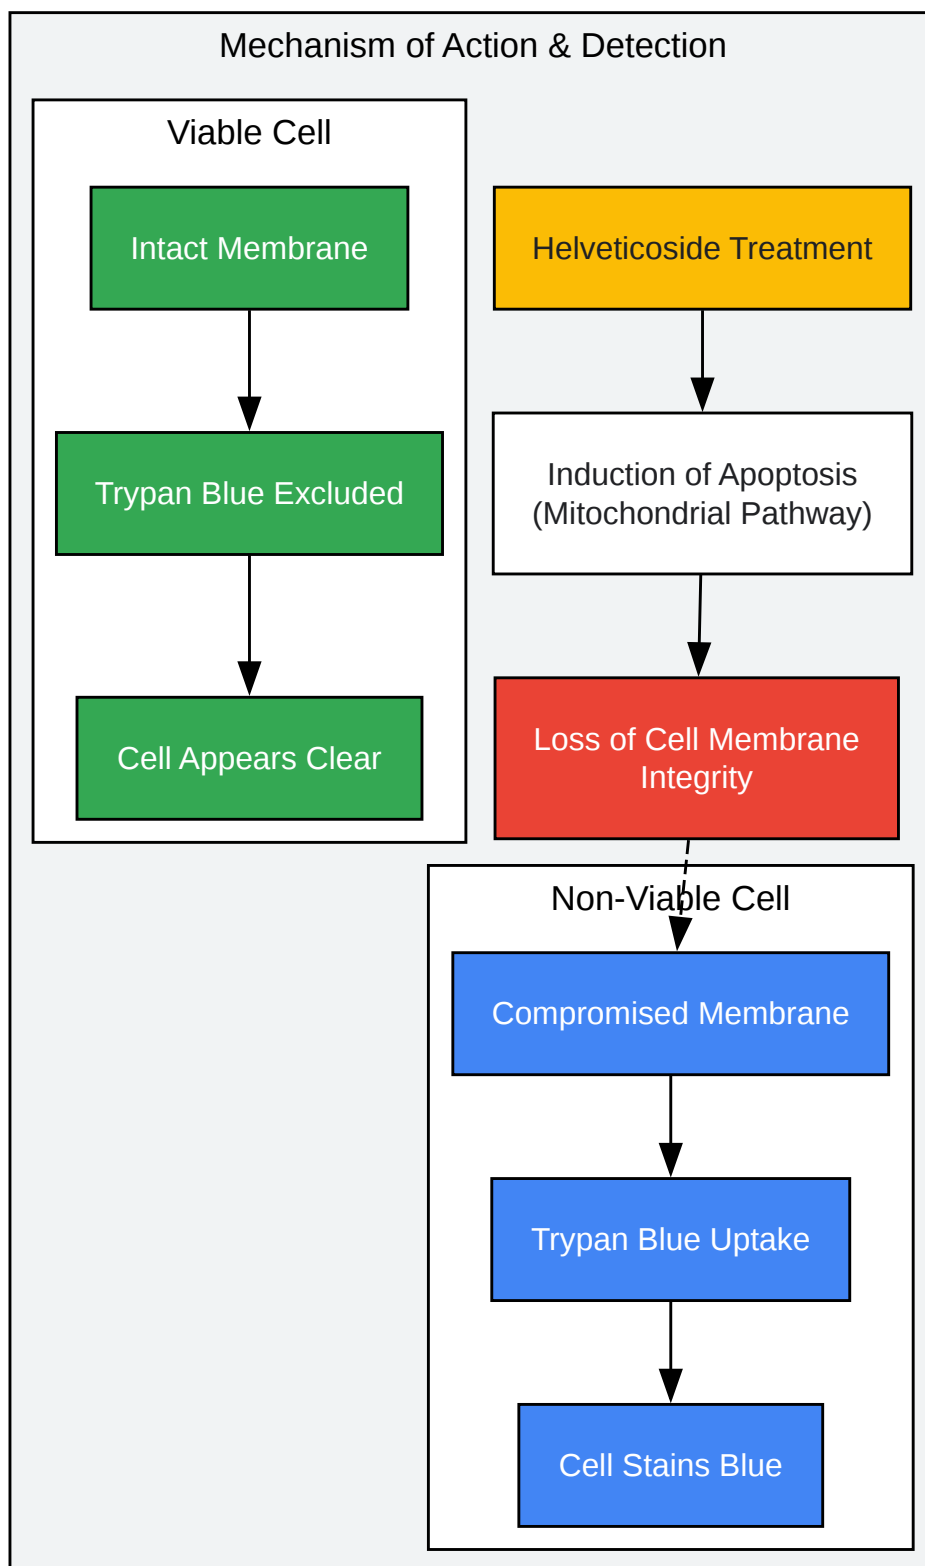 Mechanism of Action & Detection
Viable Cell
Intact Membrane
Trypan Blue Excluded
Cell Appears Clear
Helveticoside Treatment
Induction of Apoptosis
(Mitochondrial Pathway)
Loss of Cell Membrane
Integrity
Non-Viable Cell
Compromised Membrane
Trypan Blue Uptake
Cell Stains Blue